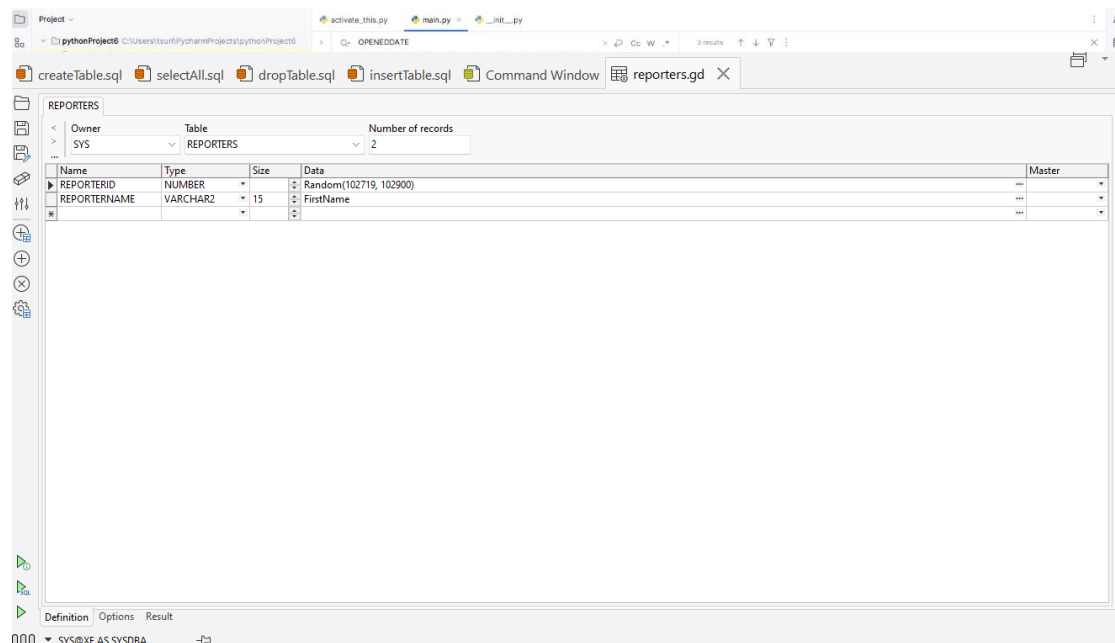 Project
activate_this.py main.py __init__.py
pythonProject6 C:\Users\tsuri\PycharmProjects\pythonProject6
OPENEDDATE Cc W .* 3 results
createTable.sql selectAll.sql dropTable.sql insertTable.sql Command Window reporters.gd
REPORTERS
Owner Table Number of records
SYS REPORTERS 2
...
Name Type Size Data Master
REPORTERID NUMBER Random(102719, 102900) ...
REPORTERNAME VARCHAR2 15 FirstName ...
* ...
SQL
Definition Options Result
SYS@XE AS SYSDBA